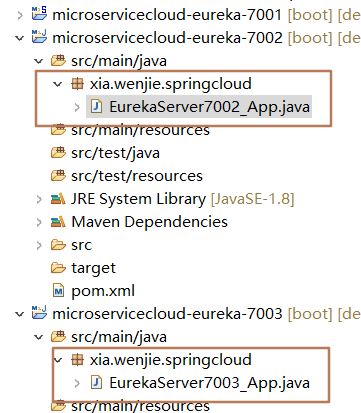 microservicecloud-eureka-7001 [boot] [de
microservicecloud-eureka-7002 [boot] [de
src/main/java
xia.wenjie.springcloud
EurekaServer7002_App.java
src/main/resources
src/test/java
src/test/resources
JRE System Library [JavaSE-1.8]
Maven Dependencies
src
target
pom.xml
microservicecloud-eureka-7003 [boot] [de
src/main/java
xia.wenjie.springcloud
EurekaServer7003_App.java
src/main/resources